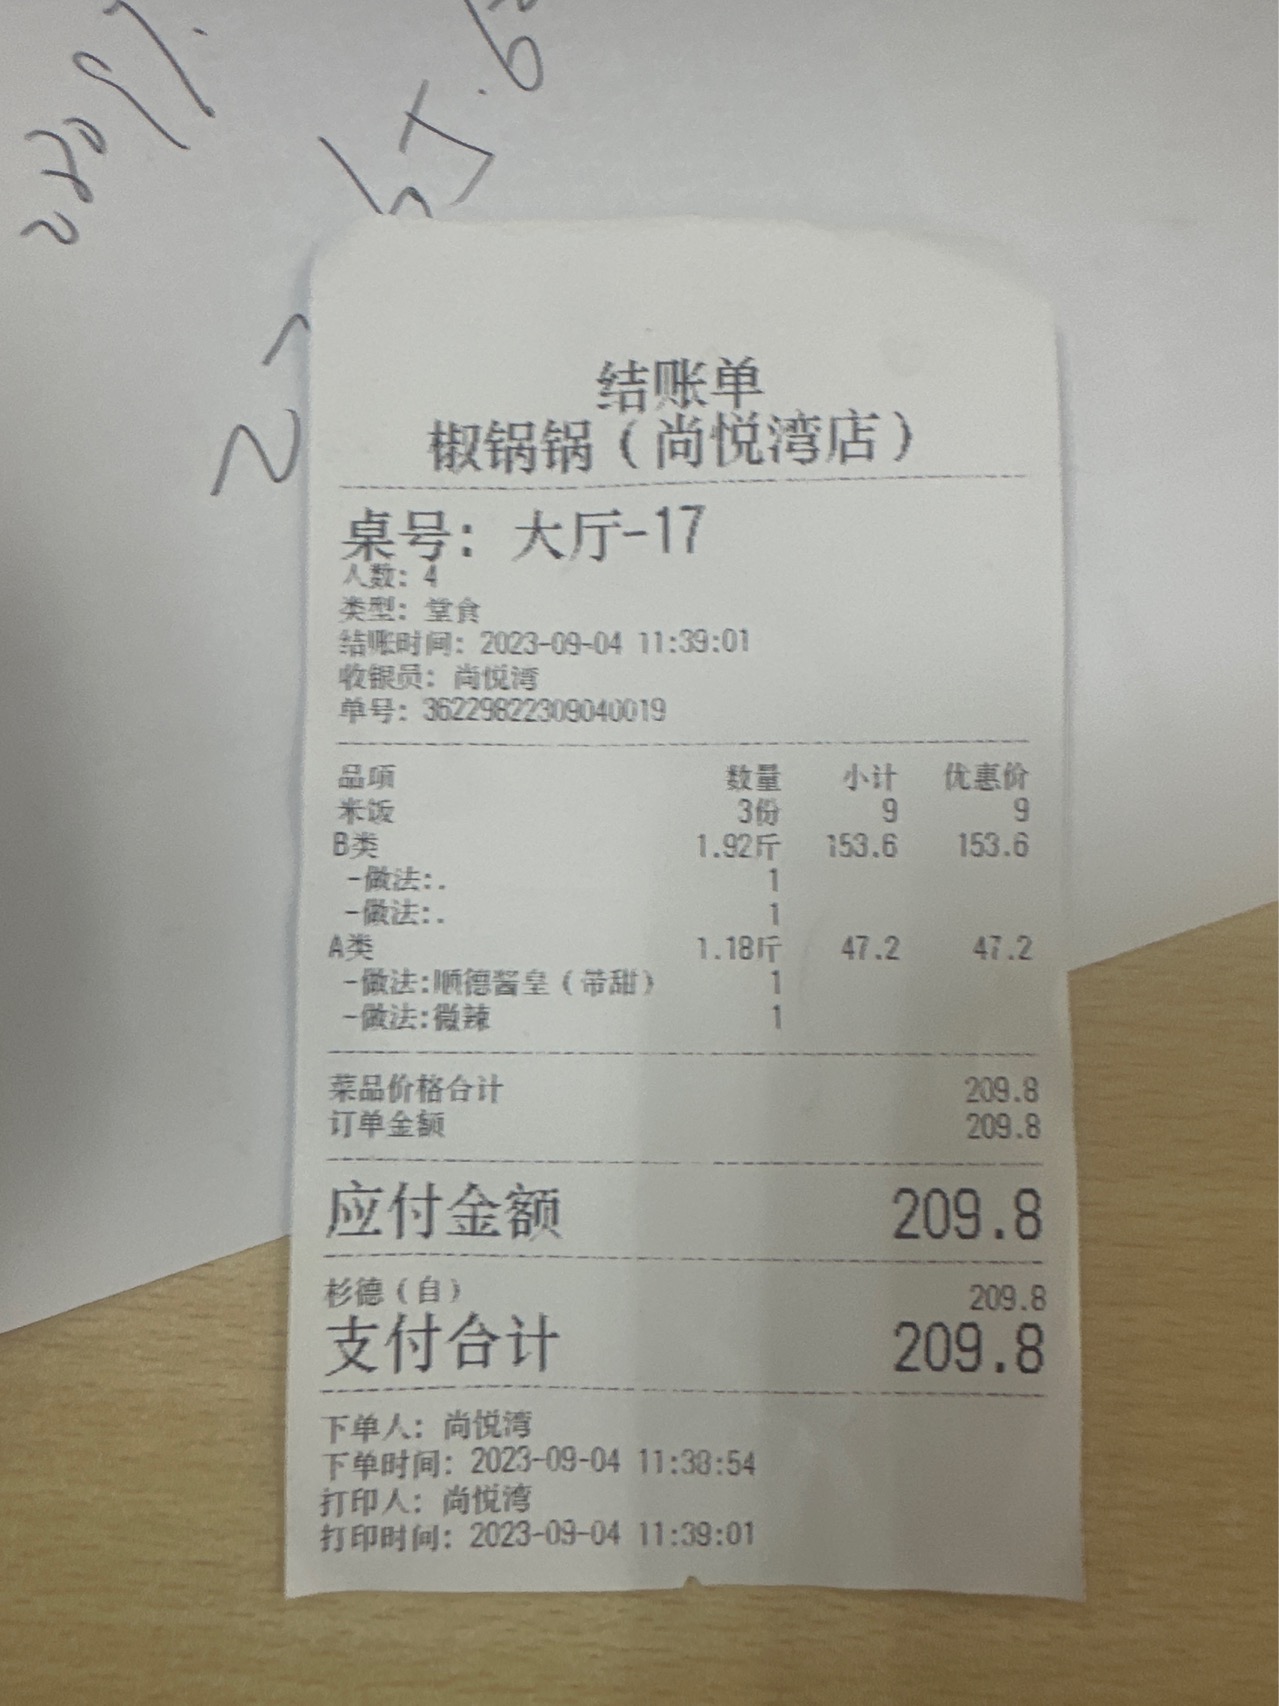 结账单
椒锅锅（尚悦湾店）
桌号：大厅-17
人数：4
类型：堂食
结账时间：2023-09-04 11:39:01
收银员：尚悦湾
单号：36229822309040019
品项 数量 小计 优惠价
米饭 3份 9 9
B类 1.92斤 153.6 153.6
-做法:. 1
-做法:. 1
A类 1.18斤 47.2 47.2
-做法:顺德酱皇（带甜） 1
-做法:微辣 1
菜品价格合计 209.8
订单金额 209.8
应付金额 209.8
杉德（自） 209.8
支付合计 209.8
下单人：尚悦湾
下单时间：2023-09-04 11:38:54
打印人：尚悦湾
打印时间：2023-09-04 11:39:01